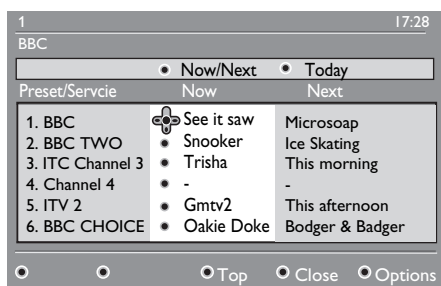 1 17:28
BBC
Now/Next Today
Preset/Servcie Now Next
1. BBC See it saw Microsoap
2. BBC TWO Snooker Ice Skating
3. ITC Channel 3 Trisha This morning
4. Channel 4 - -
5. ITV 2 Gmtv2 This afternoon
6. BBC CHOICE Oakie Doke Bodger & Badger
Top Close Options